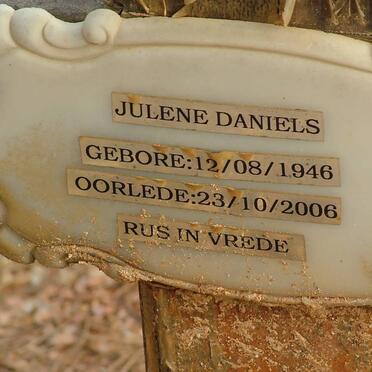 JULENE DANIELS
GEBORE:12/08/1946
OORLEDE:23/10/2006
RUS IN VREDE